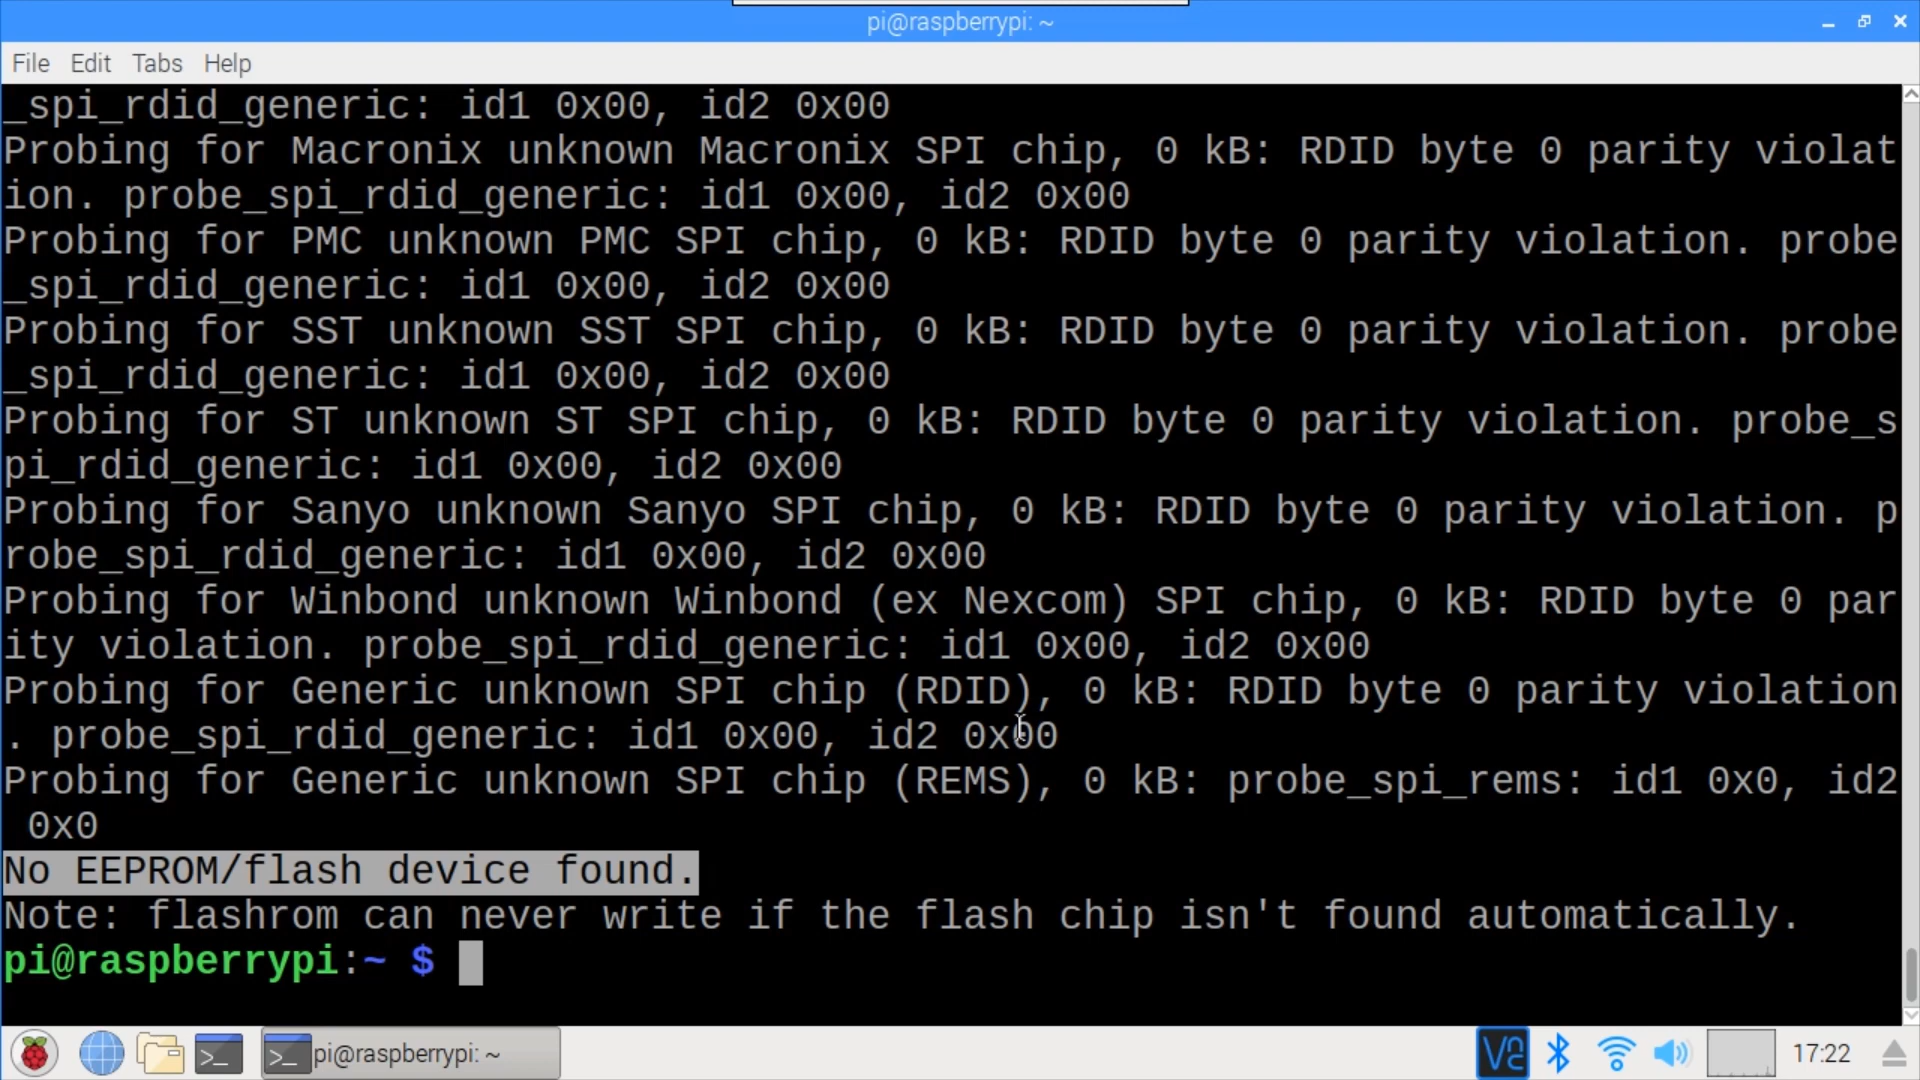 pi@raspberrypi: ~
File Edit Tabs Help
_spi_rdid_generic: id1 0x00, id2 0x00
Probing for Macronix unknown Macronix SPI chip, 0 kB: RDID byte 0 parity violat
ion. probe_spi_rdid_generic: id1 0x00, id2 0x00
Probing for PMC unknown PMC SPI chip, 0 kB: RDID byte 0 parity violation. probe
_spi_rdid_generic: id1 0x00, id2 0x00
Probing for SST unknown SST SPI chip, 0 kB: RDID byte 0 parity violation. probe
_spi_rdid_generic: id1 0x00, id2 0x00
Probing for ST unknown ST SPI chip, 0 kB: RDID byte 0 parity violation. probe_s
pi_rdid_generic: id1 0x00, id2 0x00
Probing for Sanyo unknown Sanyo SPI chip, 0 kB: RDID byte 0 parity violation. p
robe_spi_rdid_generic: id1 0x00, id2 0x00
Probing for Winbond unknown Winbond (ex Nexcom) SPI chip, 0 kB: RDID byte 0 par
ity violation. probe_spi_rdid_generic: id1 0x00, id2 0x00
Probing for Generic unknown SPI chip (RDID), 0 kB: RDID byte 0 parity violation
. probe_spi_rdid_generic: id1 0x00, id2 0x00
Probing for Generic unknown SPI chip (REMS), 0 kB: probe_spi_rems: id1 0x0, id2
 0x0
No EEPROM/flash device found.
Note: flashrom can never write if the flash chip isn't found automatically.
pi@raspberrypi:~ $
pi@raspberrypi: ~ 17:22